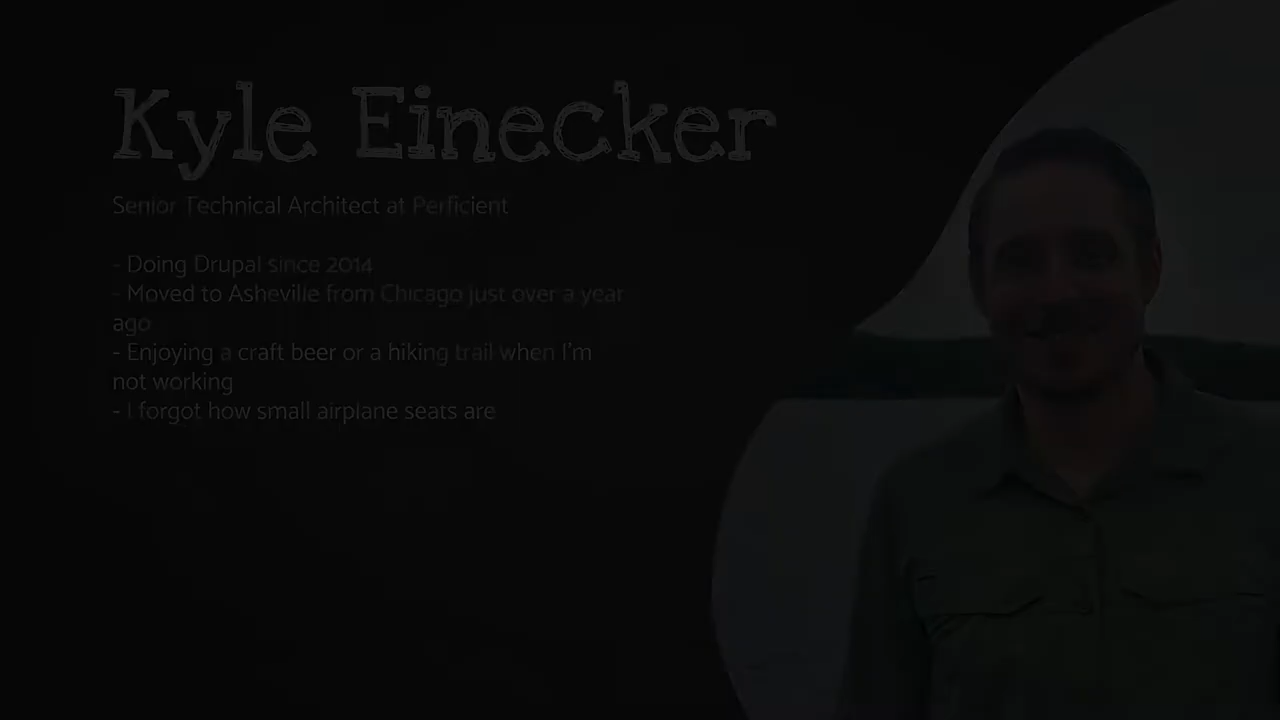 Kyle Einecker
Senior Technical Architect at Perficient
- Doing Drupal since 2014
- Moved to Asheville from Chicago just over a year
ago
- Enjoying a craft beer or a hiking trail when I'm
not working
- I forgot how small airplane seats are